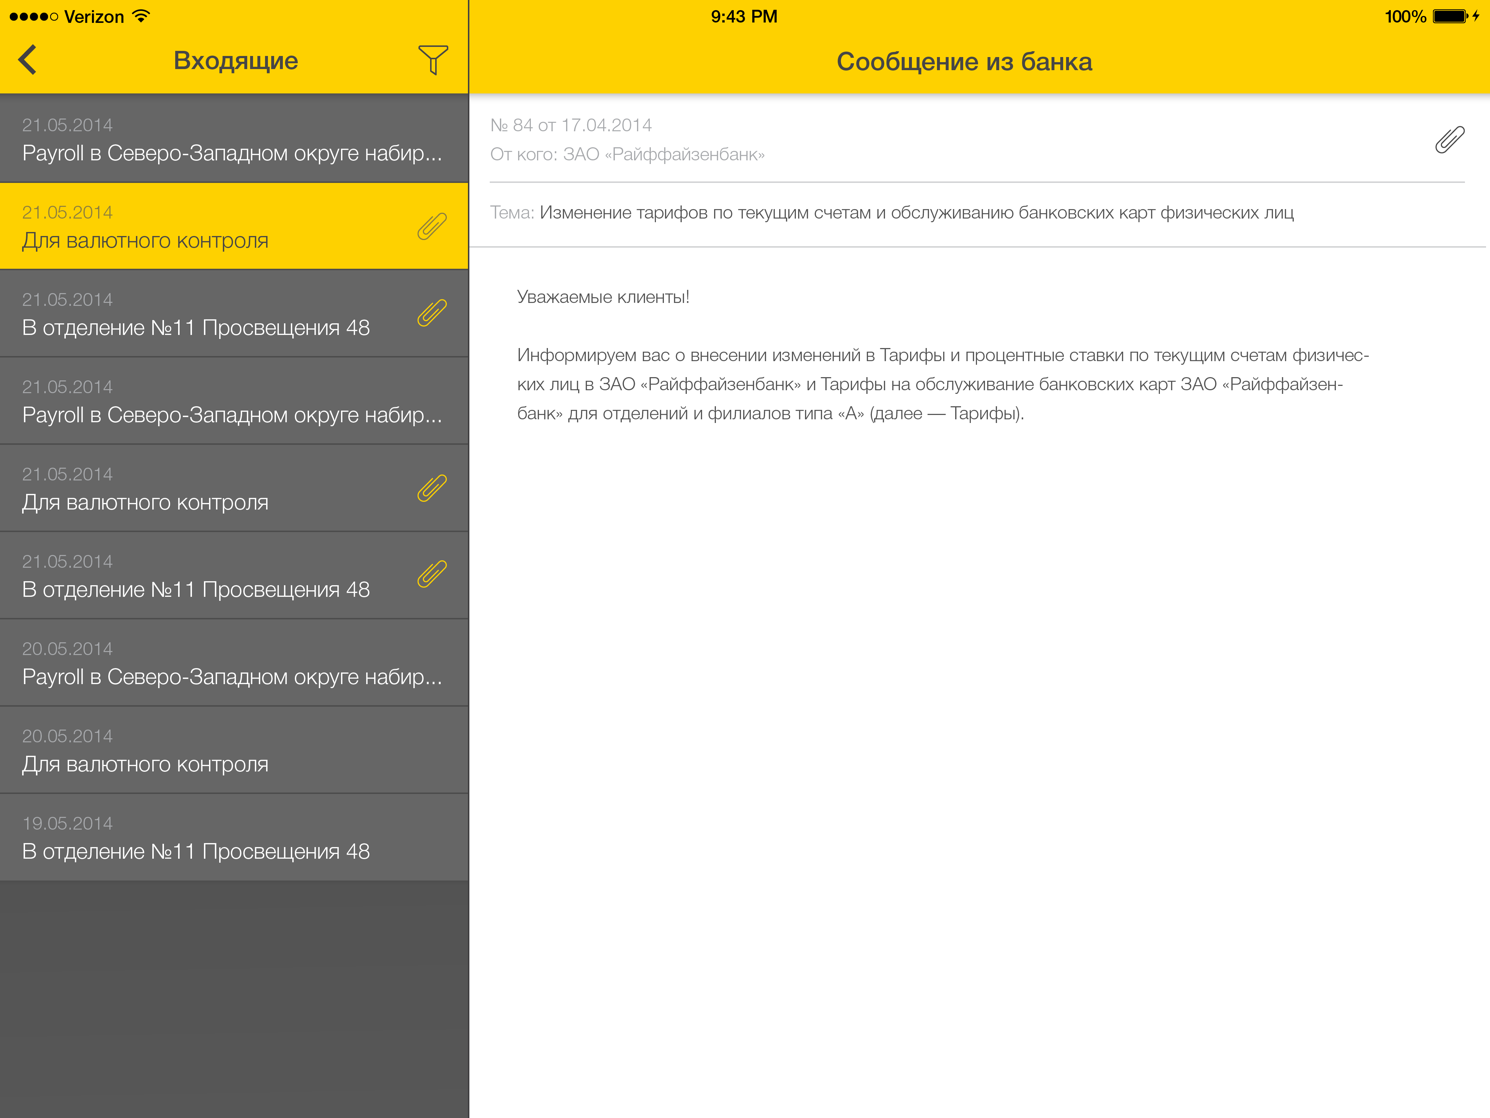 Verizon
9:43 PM
100%
Входящие
Сообщение из банка
21.05.2014
Payroll в Северо-Западном округе набир...
21.05.2014
Для валютного контроля
21.05.2014
В отделение №11 Просвещения 48
21.05.2014
Payroll в Северо-Западном округе набир...
21.05.2014
Для валютного контроля
21.05.2014
В отделение №11 Просвещения 48
20.05.2014
Payroll в Северо-Западном округе набир...
20.05.2014
Для валютного контроля
19.05.2014
В отделение №11 Просвещения 48
№ 84 от 17.04.2014
От кого: ЗАО «Райффайзенбанк»
Тема: Изменение тарифов по текущим счетам и обслуживанию банковских карт физических лиц
Уважаемые клиенты!
Информируем вас о внесении изменений в Тарифы и процентные ставки по текущим счетам физичес-
ких лиц в ЗАО «Райффайзенбанк» и Тарифы на обслуживание банковских карт ЗАО «Райффайзен-
банк» для отделений и филиалов типа «А» (далее — Тарифы).